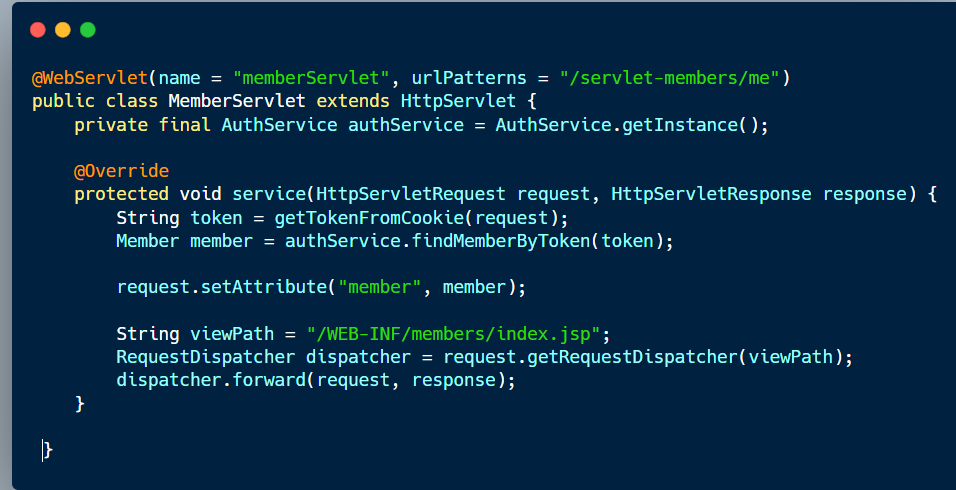 @WebServlet(name = "memberServlet", urlPatterns = "/servlet-members/me")
public class MemberServlet extends HttpServlet {
    private final AuthService authService = AuthService.getInstance();

    @Override
    protected void service(HttpServletRequest request, HttpServletResponse response) {
        String token = getTokenFromCookie(request);
        Member member = authService.findMemberByToken(token);

        request.setAttribute("member", member);

        String viewPath = "/WEB-INF/members/index.jsp";
        RequestDispatcher dispatcher = request.getRequestDispatcher(viewPath);
        dispatcher.forward(request, response);
    }

}